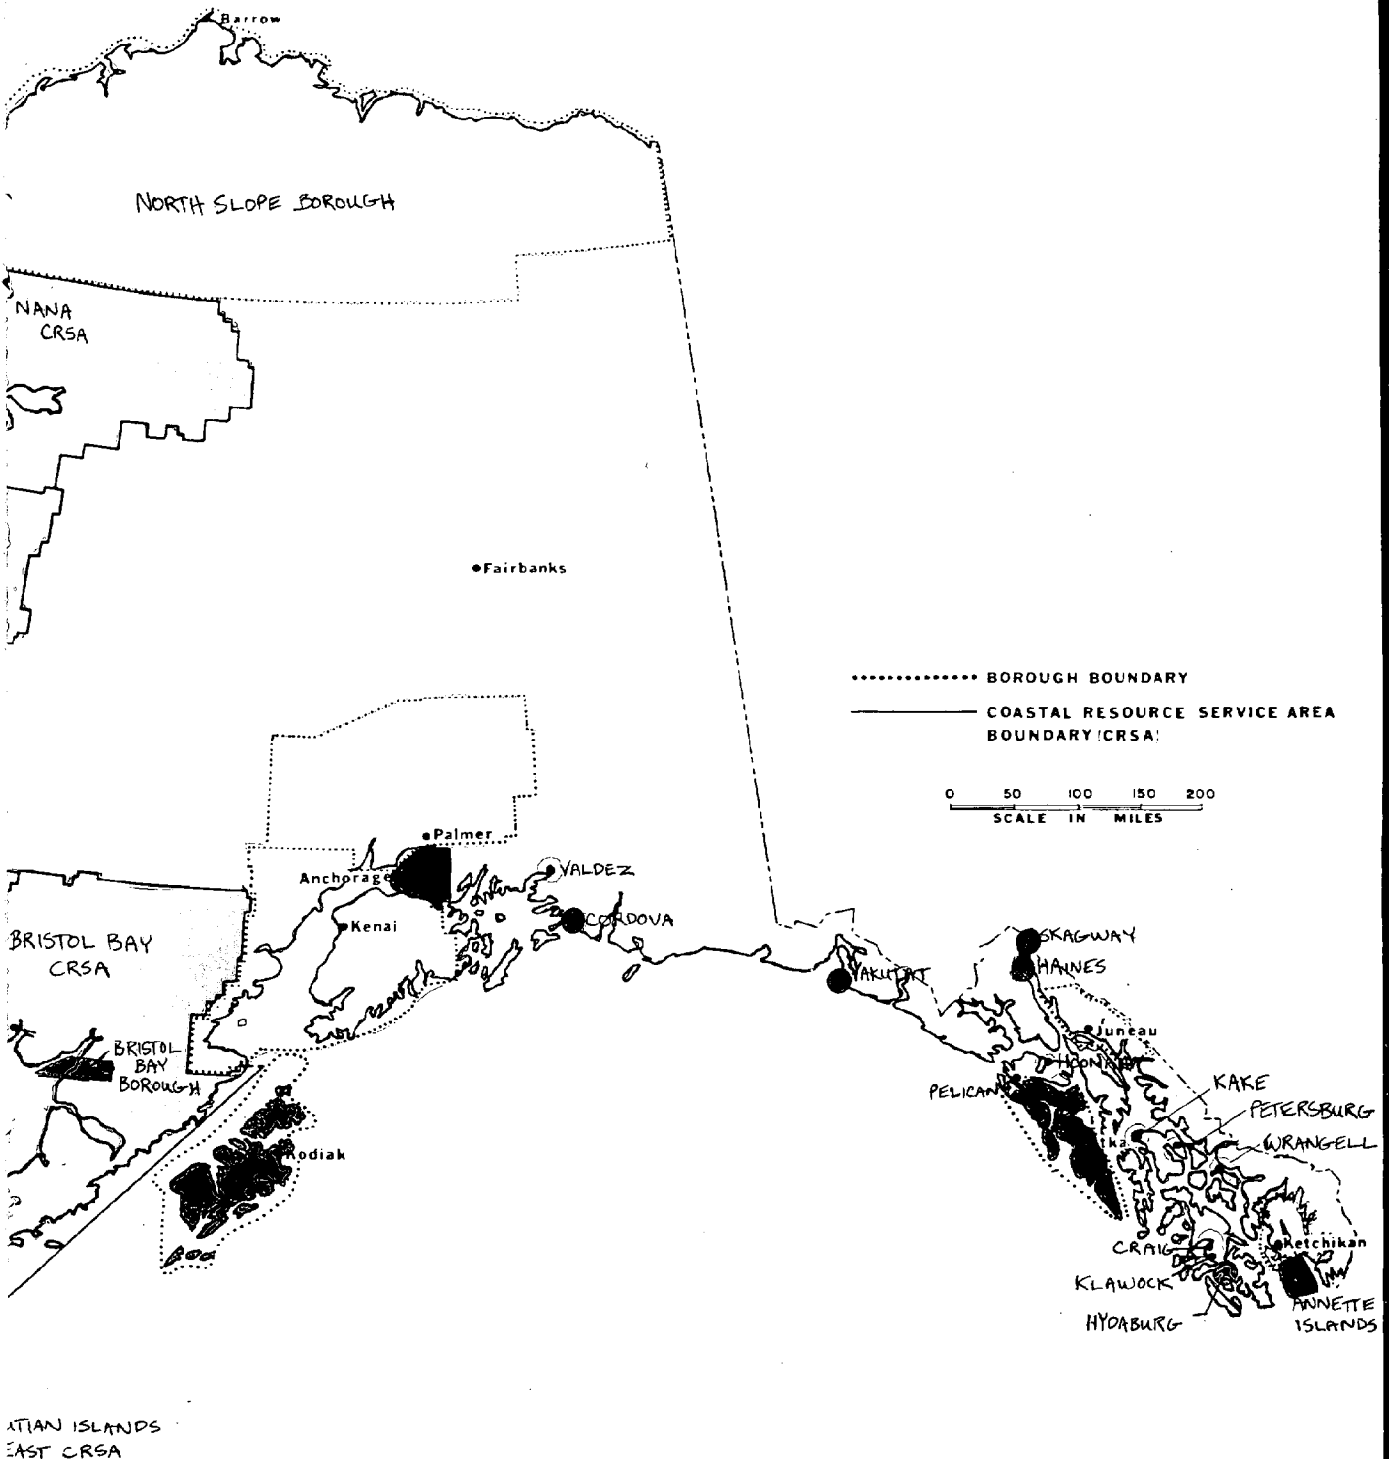 Barrow
NORTH SLOPE BOROUGH
NANA
CRSA
Fairbanks
BOROUGH BOUNDARY
COASTAL RESOURCE SERVICE AREA
BOUNDARY (CRSA)
0 50 100 150 200
SCALE IN MILES
Palmer
Anchorage
VALDEZ
CORDOVA
Kenai
BRISTOL BAY
CRSA
SKAGWAY
HAINES
YAKUTAT
BRISTOL
BAY
BOROUGH
Juneau
PELICAN
KAKE
PETERSBURG
WRANGELL
Kodiak
ka
CRAIG
Ketchikan
KLAWOCK
HYDABURG
ANNETTE
ISLANDS
TIAN ISLANDS
EAST CRSA